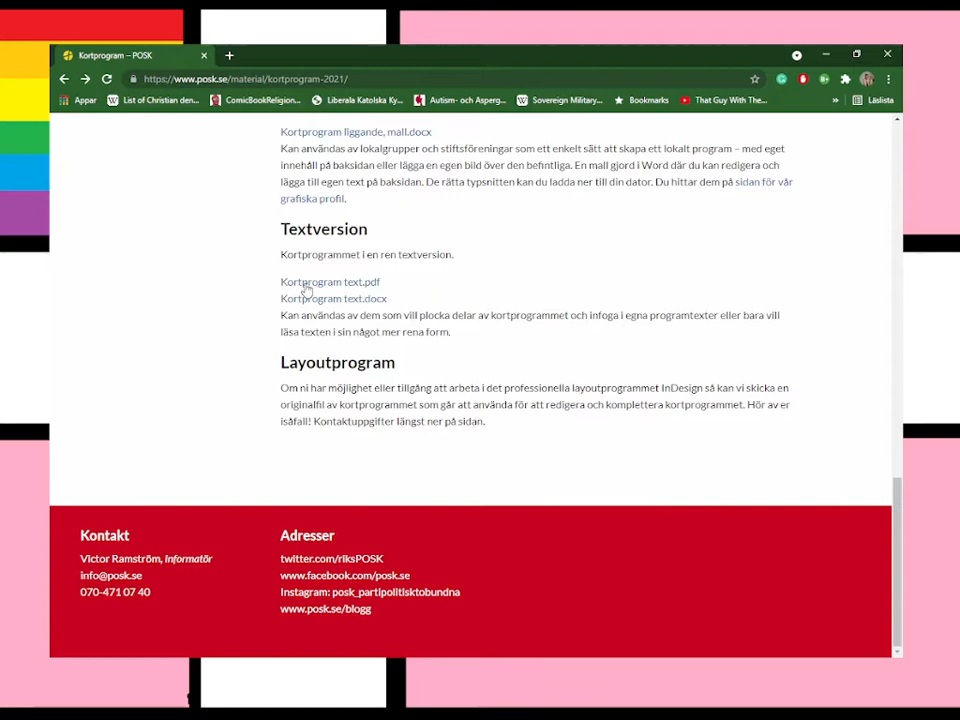 Kortprogram – POSK
https://www.posk.se/material/kortprogram-2021/
Appar
List of Christian den...
ComicBookReligion...
Liberala Katolska Ky...
Autism- och Asperg...
Sovereign Military...
Bookmarks
That Guy With The...
»
Läslista
Kortprogram liggande, mall.docx
Kan användas av lokalgrupper och stiftsföreningar som ett enkelt sätt att skapa ett lokalt program – med eget
innehåll på baksidan eller lägga en egen bild över den befintliga. En mall gjord i Word där du kan redigera och
lägga till egen text på baksidan. De rätta typsnitten kan du ladda ner till din dator. Du hittar dem på sidan för vår
grafiska profil.
Textversion
Kortprogrammet i en ren textversion.
Kortprogram text.pdf
Kortprogram text.docx
Kan användas av dem som vill plocka delar av kortprogrammet och infoga i egna programtexter eller bara vill
läsa texten i sin något mer rena form.
Layoutprogram
Om ni har möjlighet eller tillgång att arbeta i det professionella layoutprogrammet InDesign så kan vi skicka en
originalfil av kortprogrammet som går att använda för att redigera och komplettera kortprogrammet. Hör av er
isåfall! Kontaktuppgifter längst ner på sidan.
Kontakt
Victor Ramström, Informatör
info@posk.se
070-471 07 40
Adresser
twitter.com/riksPOSK
www.facebook.com/posk.se
Instagram: posk_partipolitisktobundna
www.posk.se/blogg